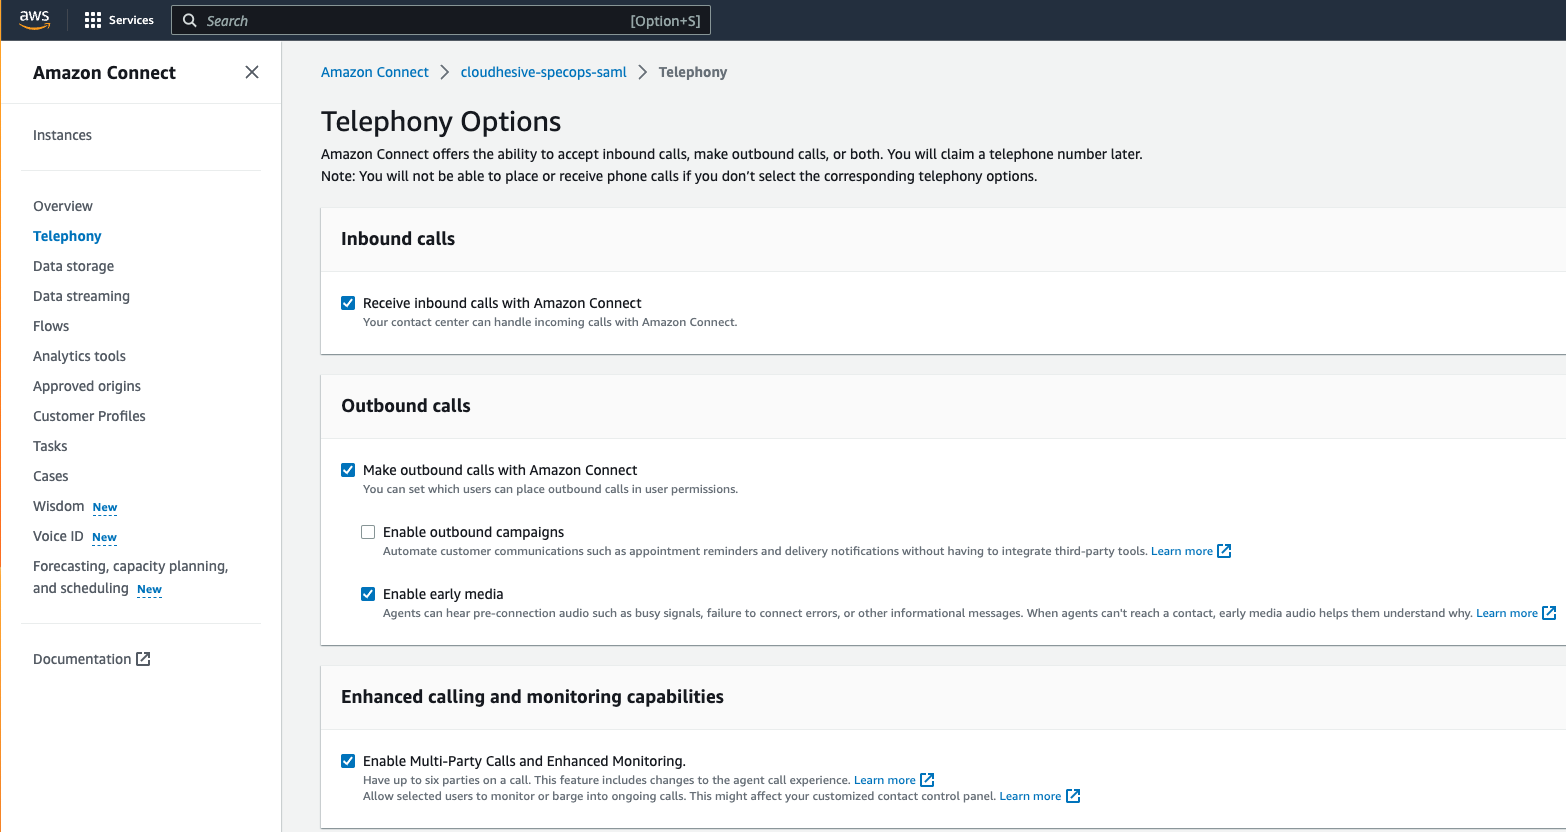 aws
Services
Search
[Option+S]
Amazon Connect
Instances
Overview
Telephony
Data storage
Data streaming
Flows
Analytics tools
Approved origins
Customer Profiles
Tasks
Cases
Wisdom New
Voice ID New
Forecasting, capacity planning,
and scheduling New
Documentation
Amazon Connect > cloudhesive-specops-saml > Telephony
Telephony Options
Amazon Connect offers the ability to accept inbound calls, make outbound calls, or both. You will claim a telephone number later.
Note: You will not be able to place or receive phone calls if you don’t select the corresponding telephony options.
Inbound calls
Receive inbound calls with Amazon Connect
Your contact center can handle incoming calls with Amazon Connect.
Outbound calls
Make outbound calls with Amazon Connect
You can set which users can place outbound calls in user permissions.
Enable outbound campaigns
Automate customer communications such as appointment reminders and delivery notifications without having to integrate third-party tools. Learn more
Enable early media
Agents can hear pre-connection audio such as busy signals, failure to connect errors, or other informational messages. When agents can't reach a contact, early media audio helps them understand why. Learn more
Enhanced calling and monitoring capabilities
Enable Multi-Party Calls and Enhanced Monitoring.
Have up to six parties on a call. This feature includes changes to the agent call experience. Learn more
Allow selected users to monitor or barge into ongoing calls. This might affect your customized contact control panel. Learn more